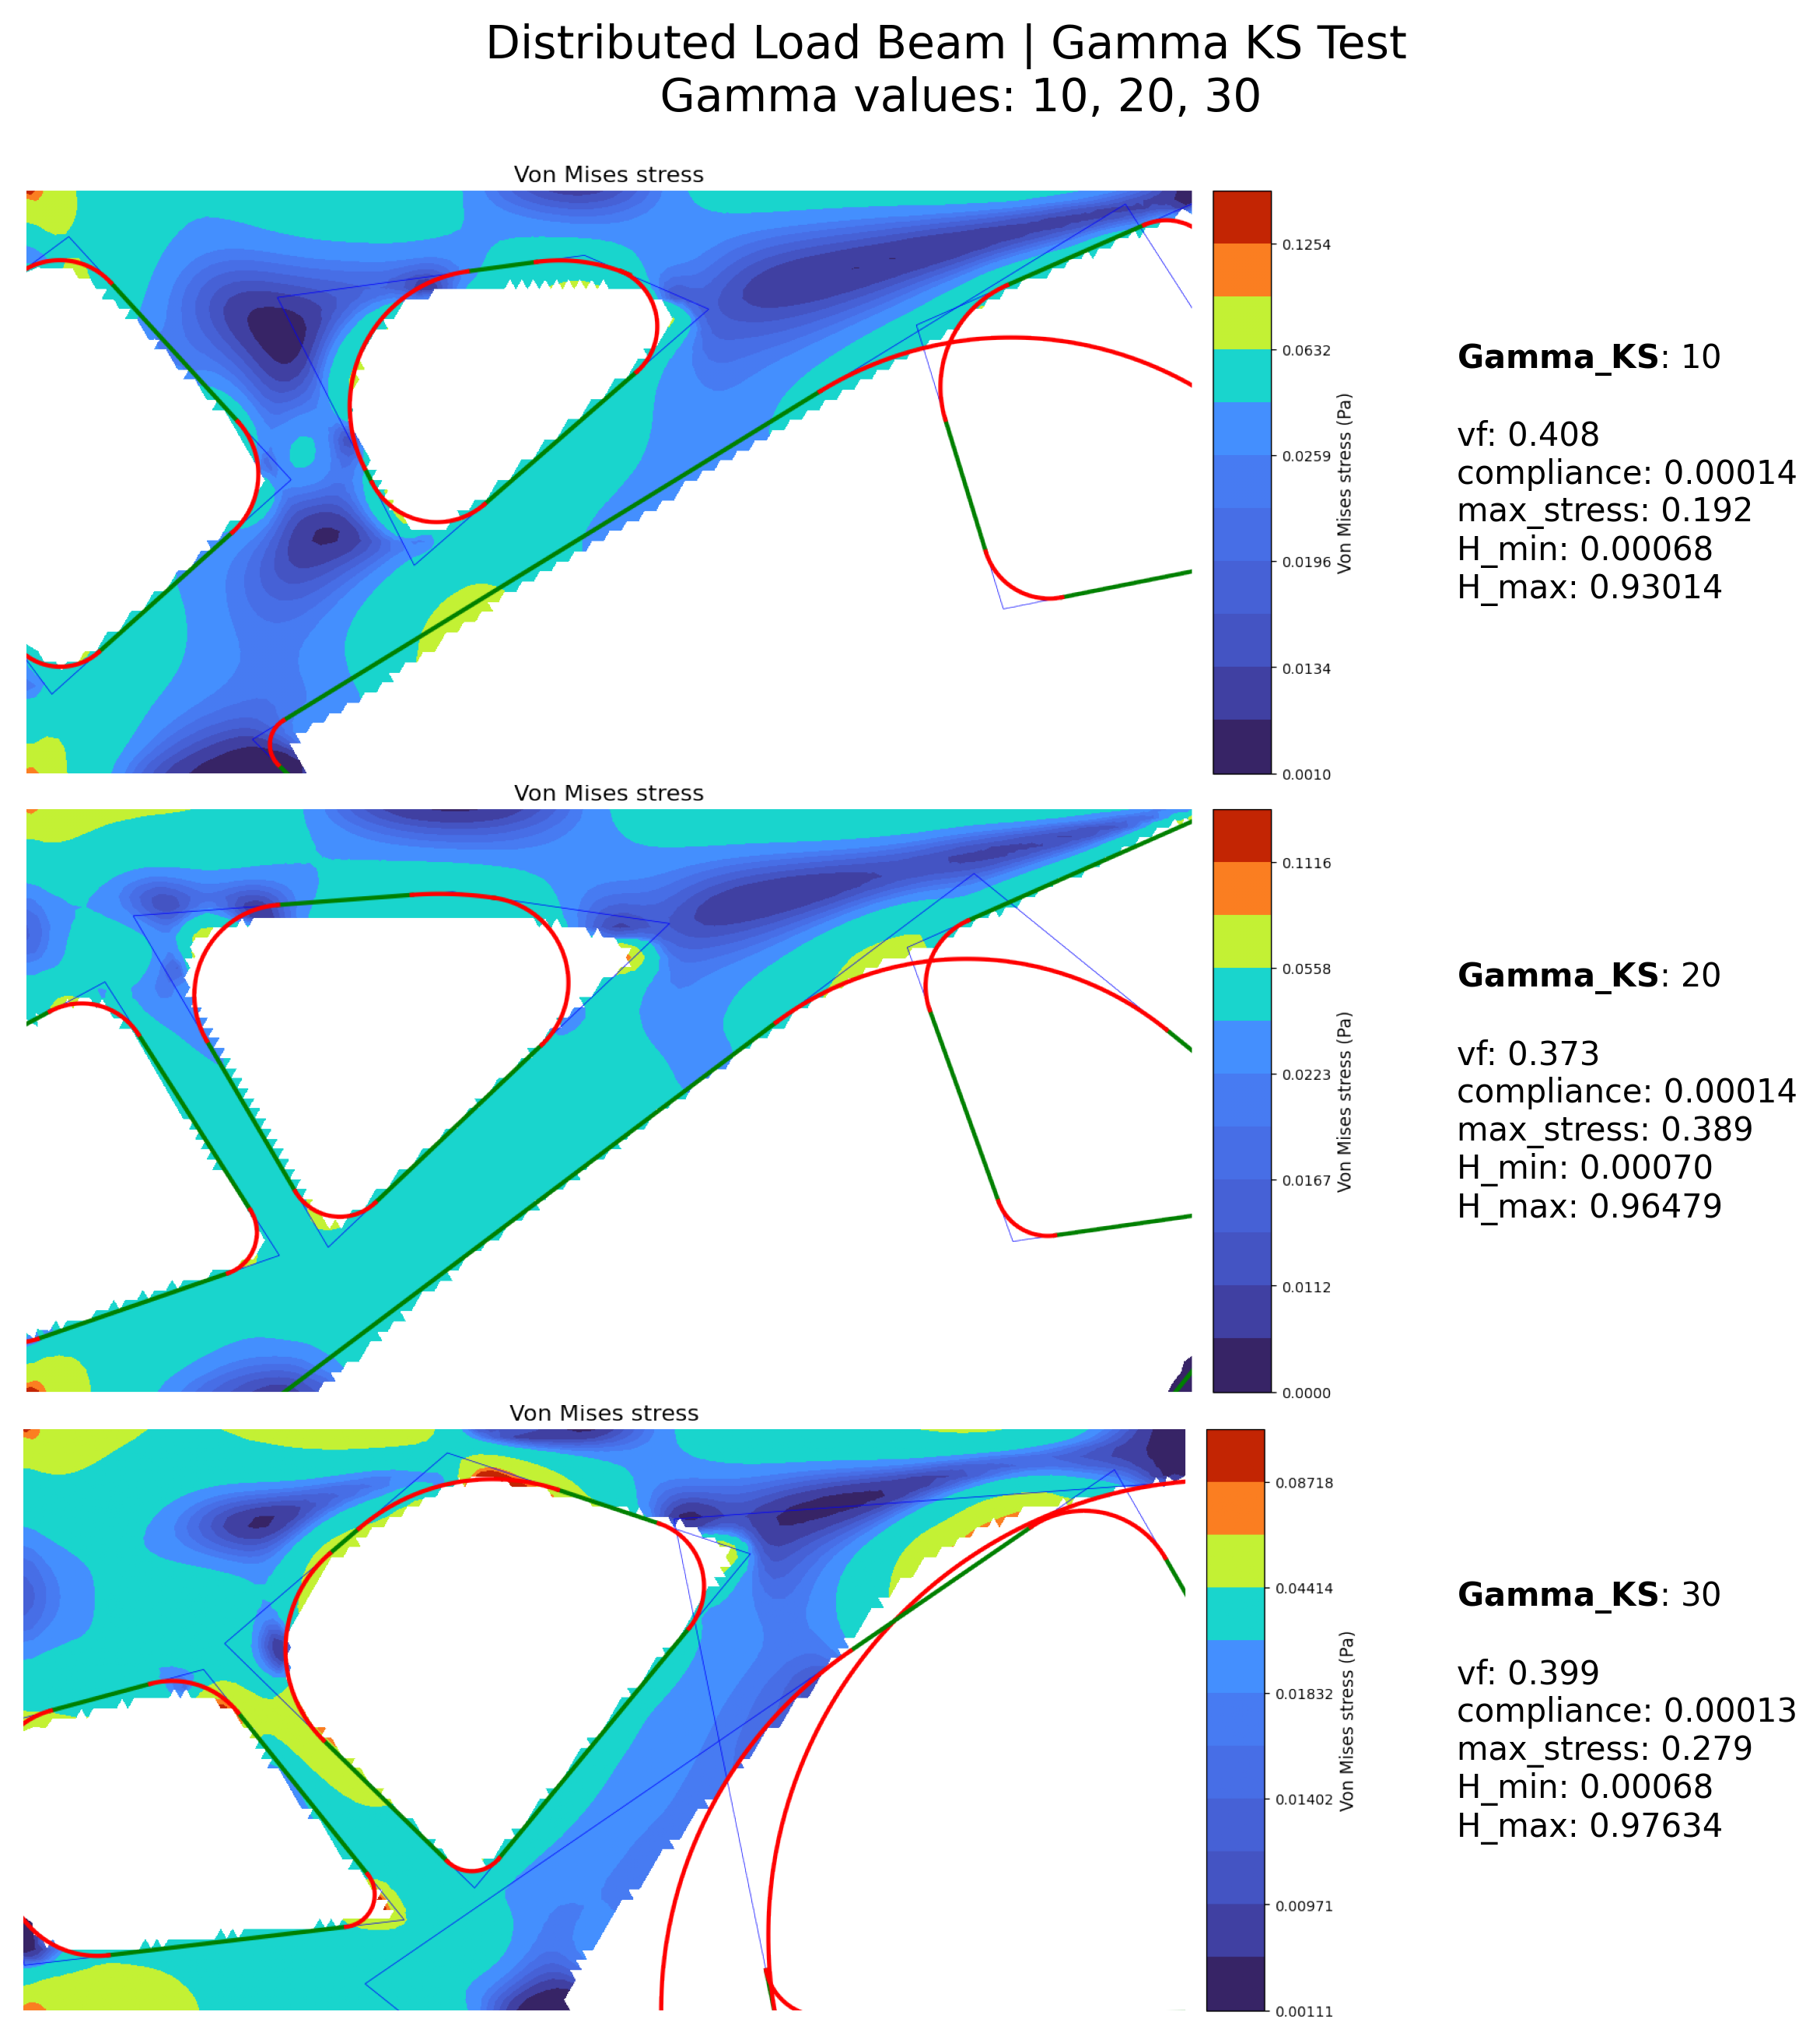 Distributed Load Beam | Gamma KS Test
Gamma values: 10, 20, 30
Von Mises stress
0.1254
0.0632
0.0259
0.0196
0.0134
0.0010
Von Mises stress (Pa)
Gamma_KS: 10
vf: 0.408
compliance: 0.00014
max_stress: 0.192
H_min: 0.00068
H_max: 0.93014
Von Mises stress
0.1116
0.0558
0.0223
0.0167
0.0112
0.0000
Von Mises stress (Pa)
Gamma_KS: 20
vf: 0.373
compliance: 0.00014
max_stress: 0.389
H_min: 0.00070
H_max: 0.96479
Von Mises stress
0.08718
0.04414
0.01832
0.01402
0.00971
0.00111
Von Mises stress (Pa)
Gamma_KS: 30
vf: 0.399
compliance: 0.00013
max_stress: 0.279
H_min: 0.00068
H_max: 0.97634